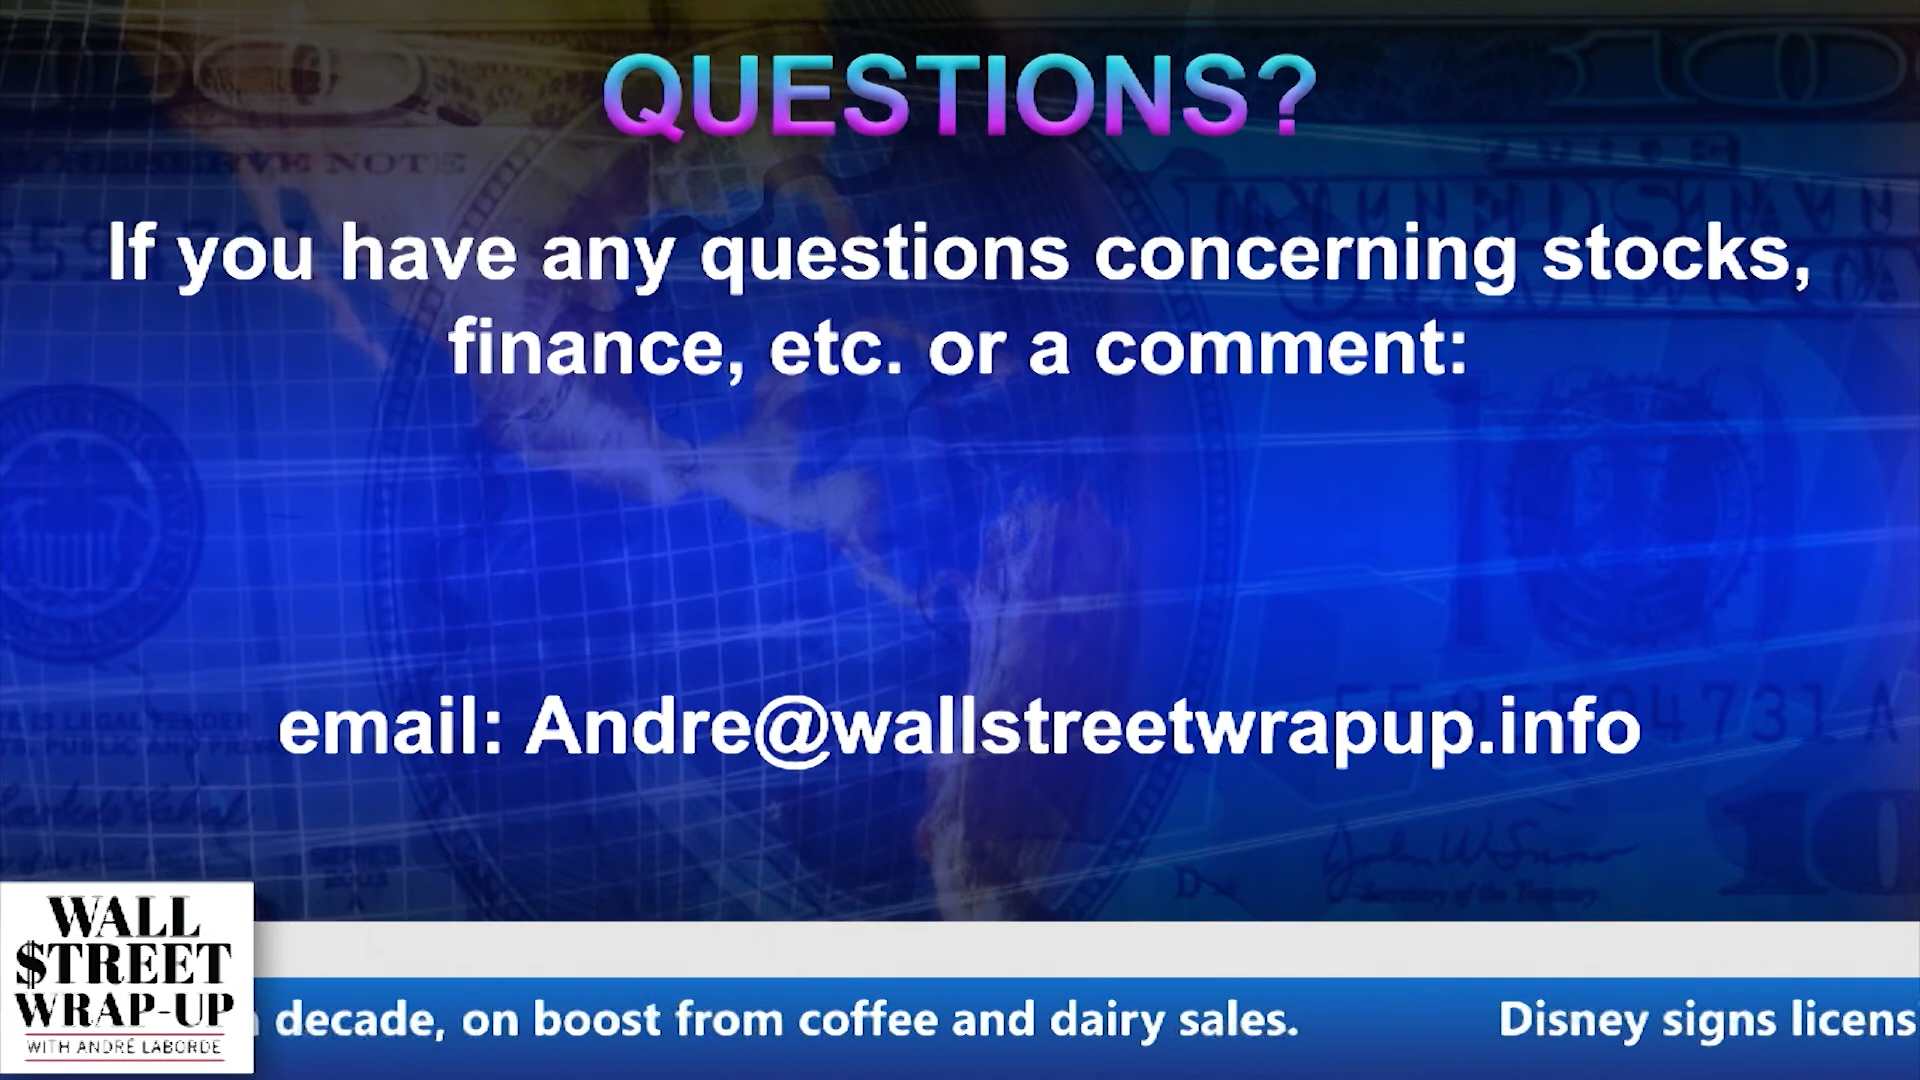 QUESTIONS?
If you have any questions concerning stocks,
finance, etc. or a comment:
email: Andre@wallstreetwrapup.info
WALL
$TREET
WRAP-UP
WITH ANDRÉ LABORDE
decade, on boost from coffee and dairy sales. Disney signs licens